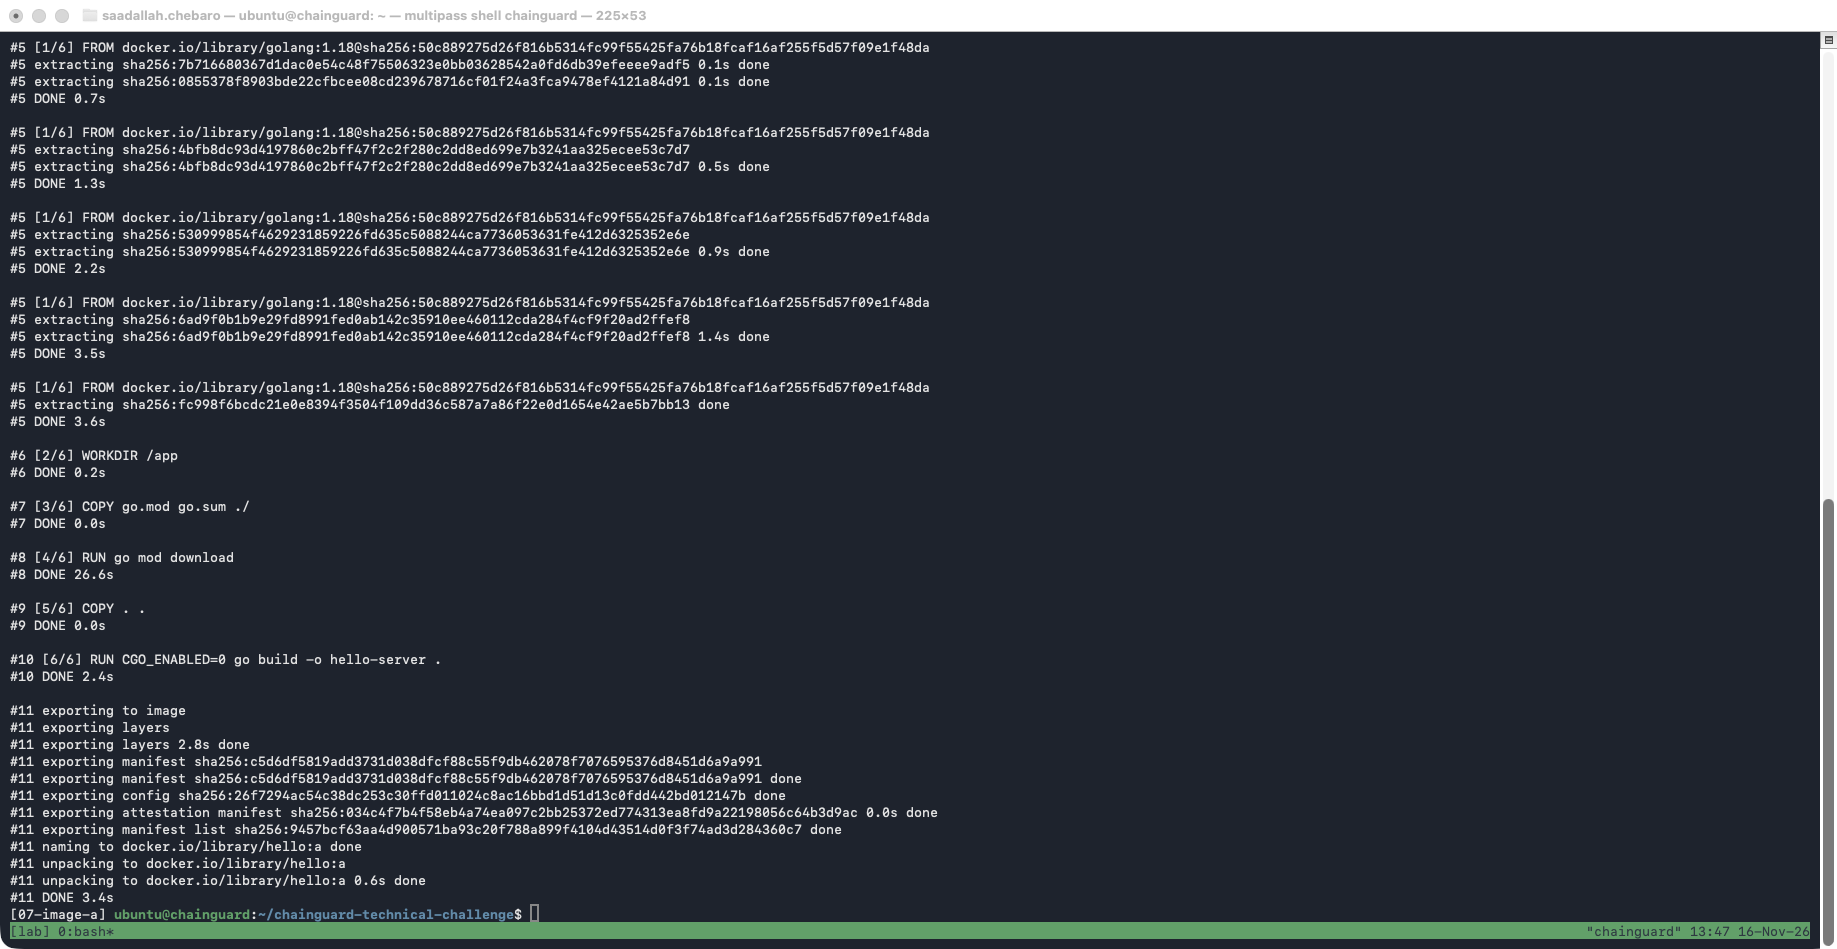 saadallah.chebaro — ubuntu@chainguard: ~ — multipass shell chainguard — 225×53
#5 [1/6] FROM docker.io/library/golang:1.18@sha256:50c889275d26f816b5314fc99f55425fa76b18fcaf16af255f5d57f09e1f48da
#5 extracting sha256:7b716680367d1dac0e54c48f75506323e0bb03628542a0fd6db39efeeee9adf5 0.1s done
#5 extracting sha256:0855378f8903bde22cfbcee08cd239678716cf01f24a3fca9478ef4121a84d91 0.1s done
#5 DONE 0.7s
#5 [1/6] FROM docker.io/library/golang:1.18@sha256:50c889275d26f816b5314fc99f55425fa76b18fcaf16af255f5d57f09e1f48da
#5 extracting sha256:4bfb8dc93d4197860c2bff47f2c2f280c2dd8ed699e7b3241aa325ecee53c7d7
#5 extracting sha256:4bfb8dc93d4197860c2bff47f2c2f280c2dd8ed699e7b3241aa325ecee53c7d7 0.5s done
#5 DONE 1.3s
#5 [1/6] FROM docker.io/library/golang:1.18@sha256:50c889275d26f816b5314fc99f55425fa76b18fcaf16af255f5d57f09e1f48da
#5 extracting sha256:530999854f4629231859226fd635c5088244ca7736053631fe412d6325352e6e
#5 extracting sha256:530999854f4629231859226fd635c5088244ca7736053631fe412d6325352e6e 0.9s done
#5 DONE 2.2s
#5 [1/6] FROM docker.io/library/golang:1.18@sha256:50c889275d26f816b5314fc99f55425fa76b18fcaf16af255f5d57f09e1f48da
#5 extracting sha256:6ad9f0b1b9e29fd8991fed0ab142c35910ee460112cda284f4cf9f20ad2ffef8
#5 extracting sha256:6ad9f0b1b9e29fd8991fed0ab142c35910ee460112cda284f4cf9f20ad2ffef8 1.4s done
#5 DONE 3.5s
#5 [1/6] FROM docker.io/library/golang:1.18@sha256:50c889275d26f816b5314fc99f55425fa76b18fcaf16af255f5d57f09e1f48da
#5 extracting sha256:fc998f6bcdc21e0e8394f3504f109dd36c587a7a86f22e0d1654e42ae5b7bb13 done
#5 DONE 3.6s
#6 [2/6] WORKDIR /app
#6 DONE 0.2s
#7 [3/6] COPY go.mod go.sum ./
#7 DONE 0.0s
#8 [4/6] RUN go mod download
#8 DONE 26.6s
#9 [5/6] COPY . .
#9 DONE 0.0s
#10 [6/6] RUN CGO_ENABLED=0 go build -o hello-server .
#10 DONE 2.4s
#11 exporting to image
#11 exporting layers
#11 exporting layers 2.8s done
#11 exporting manifest sha256:c5d6df5819add3731d038dfcf88c55f9db462078f7076595376d8451d6a9a991
#11 exporting manifest sha256:c5d6df5819add3731d038dfcf88c55f9db462078f7076595376d8451d6a9a991 done
#11 exporting config sha256:26f7294ac54c38dc253c30ffd011024c8ac16bbd1d51d13c0fdd442bd012147b done
#11 exporting attestation manifest sha256:034c4f7b4f58eb4a74ea097c2bb25372ed774313ea8fd9a22198056c64b3d9ac 0.0s done
#11 exporting manifest list sha256:9457bcf63aa4d900571ba93c20f788a899f4104d43514d0f3f74ad3d284360c7 done
#11 naming to docker.io/library/hello:a done
#11 unpacking to docker.io/library/hello:a
#11 unpacking to docker.io/library/hello:a 0.6s done
#11 DONE 3.4s
[07-image-a] ubuntu@chainguard:~/chainguard-technical-challenge$
[lab] 0:bash* "chainguard" 13:47 16-Nov-26